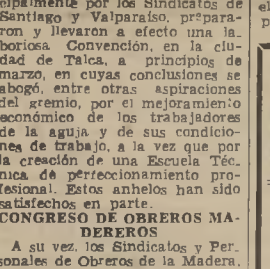 cipalmente por los Sindicatos de
Santiago y Valparaíso, prepara-
ron y llevaron a efecto una la-
boriosa Convención, en la ciu-
dad de Talca, a principios de
marzo, en cuyas conclusiones se
abogó, entre otras aspiraciones
del gremio, por el mejoramiento
económico de los trabajadores
de la aguja y de sus condicio-
nes de trabajo, a la vez que por
la creación de una Escuela Téc-
nica de perfeccionamiento pro-
fesional. Estos anhelos han sido
satisfechos en parte.
CONGRESO DE OBREROS MA-
DEREROS
A su vez, los Sindicatos y Per-
sonales de Obreros de la Madera,